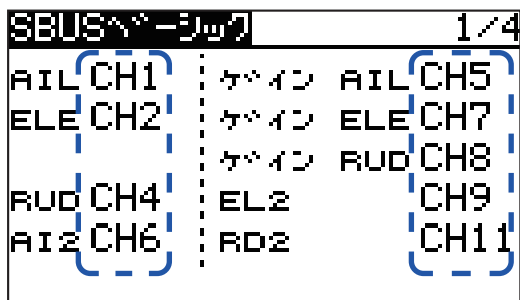 SBUSベーシック 1/4
AIL CH1 ゲイン AIL CH5
ELE CH2 ゲイン ELE CH7
ゲイン RUD CH8
RUD CH4 EL2 CH9
AI2 CH6 RD2 CH11